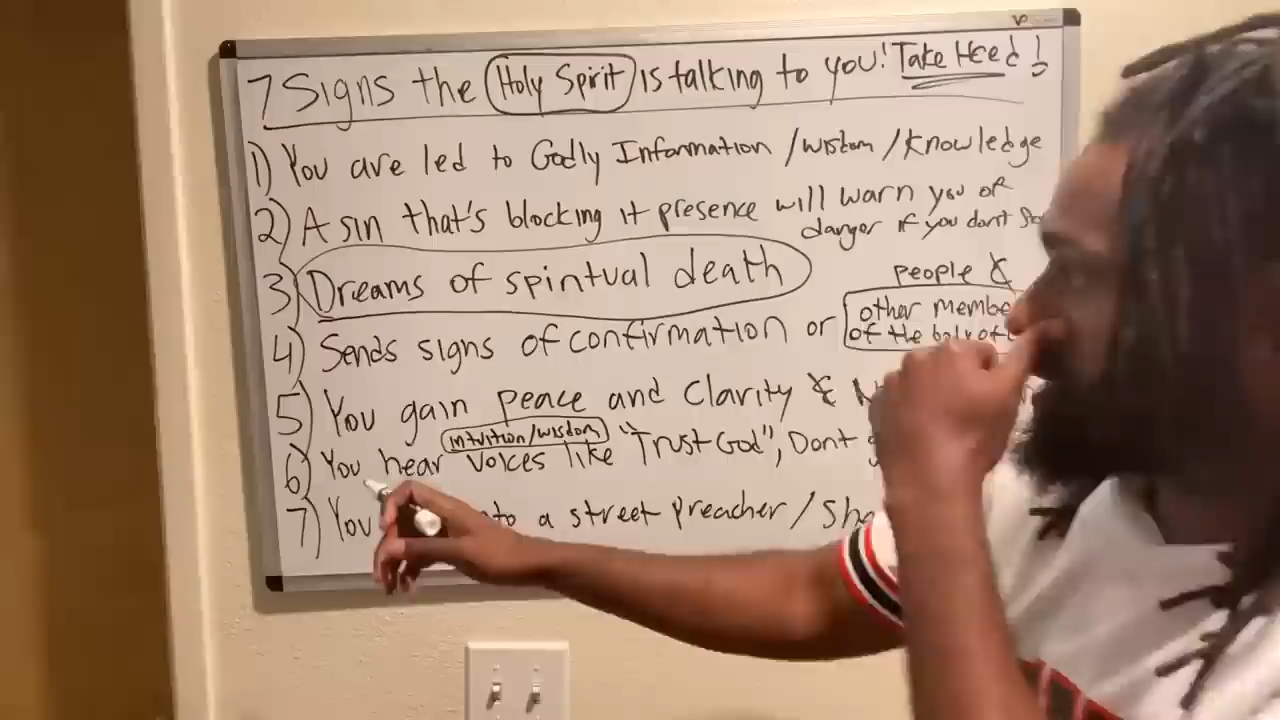 7 Signs the Holy Spirit is talking to you! Take Heed!
1) You are led to Godly Information /wisdom /knowledge
2) A sin that's blocking it presence will warn you of
danger if you dont
3) Dreams of spiritual death
people &
4) Sends signs of confirmation or other
of the
5) You gain peace and Clarity &
intuition/wisdom
6) You hear voices like "Trust God", Dont
7) You a street preacher/